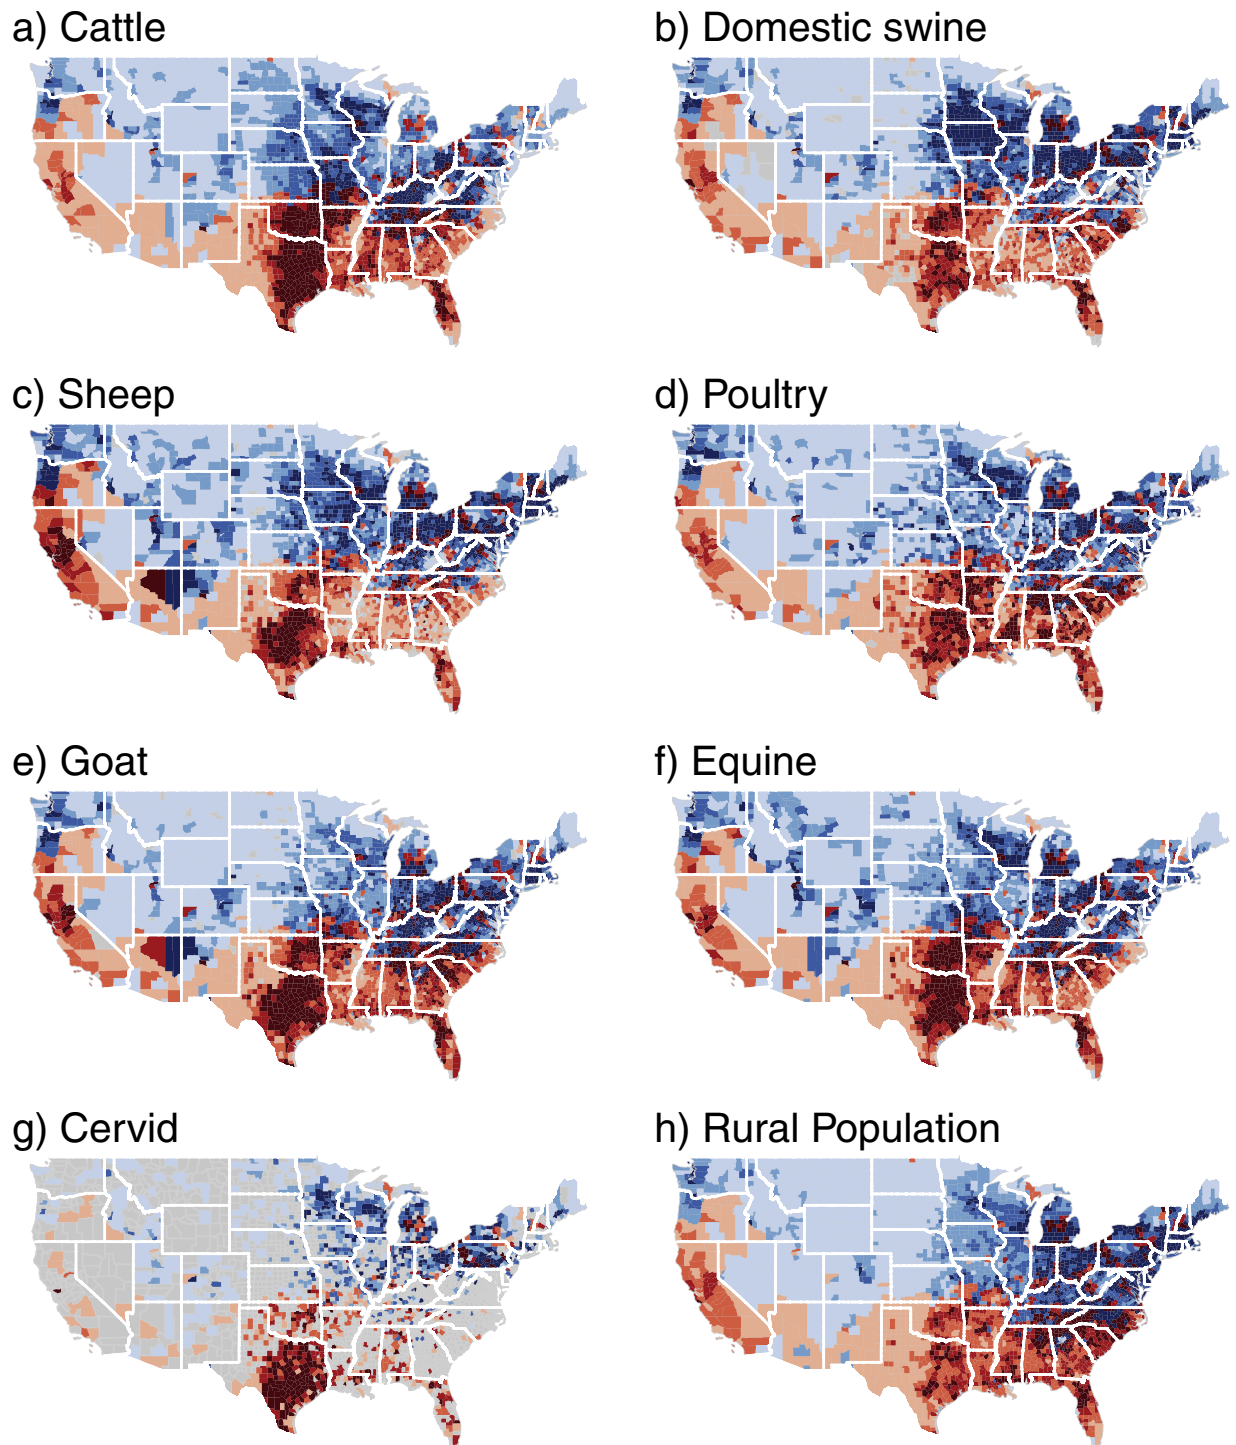 a) Cattle
b) Domestic swine
c) Sheep
d) Poultry
e) Goat
f) Equine
g) Cervid
h) Rural Population